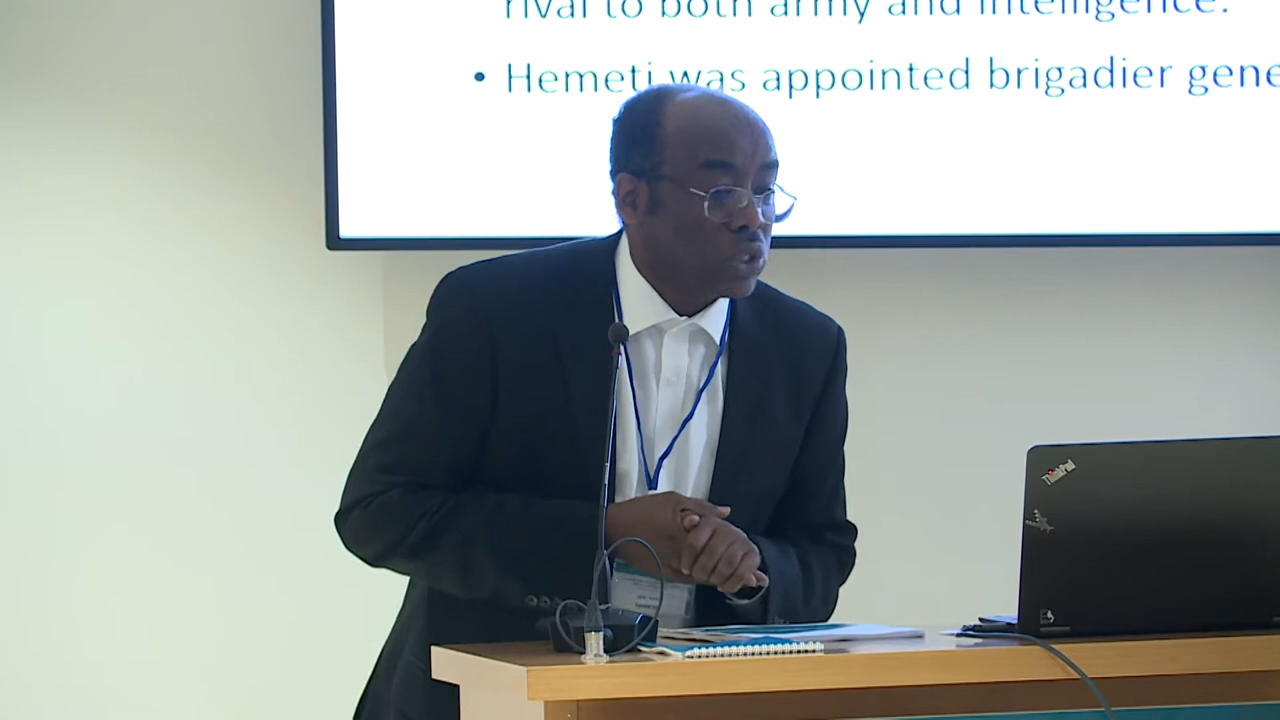 rival to both army and intelligence.
• Hemeti was appointed brigadier gene
ThinkPad